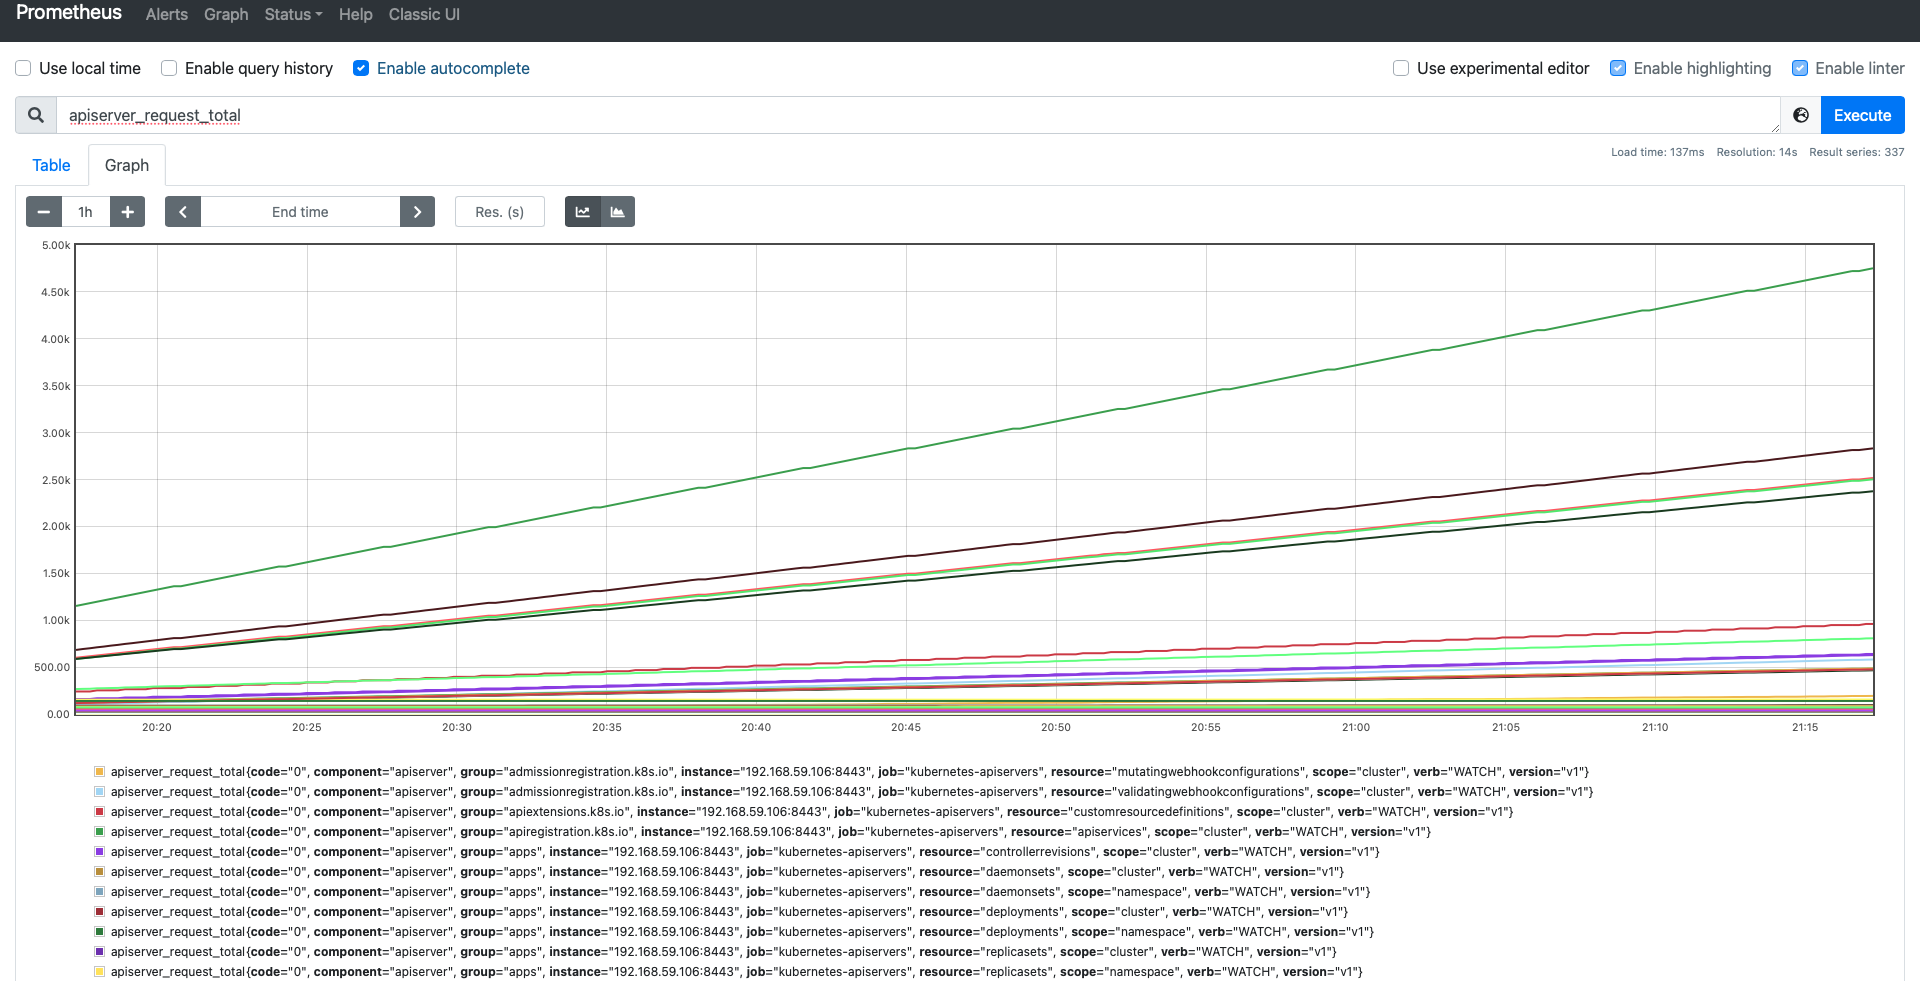 Prometheus Alerts Graph Status Help Classic UI
Use local time Enable query history Enable autocomplete Use experimental editor Enable highlighting Enable linter
apiserver_request_total Execute
Table Graph Load time: 137ms Resolution: 14s Result series: 337
1h End time Res. (s)
5.00k
4.50k
4.00k
3.50k
3.00k
2.50k
2.00k
1.50k
1.00k
500.00
0.00
20:20 20:25 20:30 20:35 20:40 20:45 20:50 20:55 21:00 21:05 21:10 21:15
apiserver_request_total{code="0", component="apiserver", group="admissionregistration.k8s.io", instance="192.168.59.106:8443", job="kubernetes-apiservers", resource="mutatingwebhookconfigurations", scope="cluster", verb="WATCH", version="v1"}
apiserver_request_total{code="0", component="apiserver", group="admissionregistration.k8s.io", instance="192.168.59.106:8443", job="kubernetes-apiservers", resource="validatingwebhookconfigurations", scope="cluster", verb="WATCH", version="v1"}
apiserver_request_total{code="0", component="apiserver", group="apiextensions.k8s.io", instance="192.168.59.106:8443", job="kubernetes-apiservers", resource="customresourcedefinitions", scope="cluster", verb="WATCH", version="v1"}
apiserver_request_total{code="0", component="apiserver", group="apiregistration.k8s.io", instance="192.168.59.106:8443", job="kubernetes-apiservers", resource="apiservices", scope="cluster", verb="WATCH", version="v1"}
apiserver_request_total{code="0", component="apiserver", group="apps", instance="192.168.59.106:8443", job="kubernetes-apiservers", resource="controllerrevisions", scope="cluster", verb="WATCH", version="v1"}
apiserver_request_total{code="0", component="apiserver", group="apps", instance="192.168.59.106:8443", job="kubernetes-apiservers", resource="daemonsets", scope="cluster", verb="WATCH", version="v1"}
apiserver_request_total{code="0", component="apiserver", group="apps", instance="192.168.59.106:8443", job="kubernetes-apiservers", resource="daemonsets", scope="namespace", verb="WATCH", version="v1"}
apiserver_request_total{code="0", component="apiserver", group="apps", instance="192.168.59.106:8443", job="kubernetes-apiservers", resource="deployments", scope="cluster", verb="WATCH", version="v1"}
apiserver_request_total{code="0", component="apiserver", group="apps", instance="192.168.59.106:8443", job="kubernetes-apiservers", resource="deployments", scope="namespace", verb="WATCH", version="v1"}
apiserver_request_total{code="0", component="apiserver", group="apps", instance="192.168.59.106:8443", job="kubernetes-apiservers", resource="replicasets", scope="cluster", verb="WATCH", version="v1"}
apiserver_request_total{code="0", component="apiserver", group="apps", instance="192.168.59.106:8443", job="kubernetes-apiservers", resource="replicasets", scope="namespace", verb="WATCH", version="v1"}